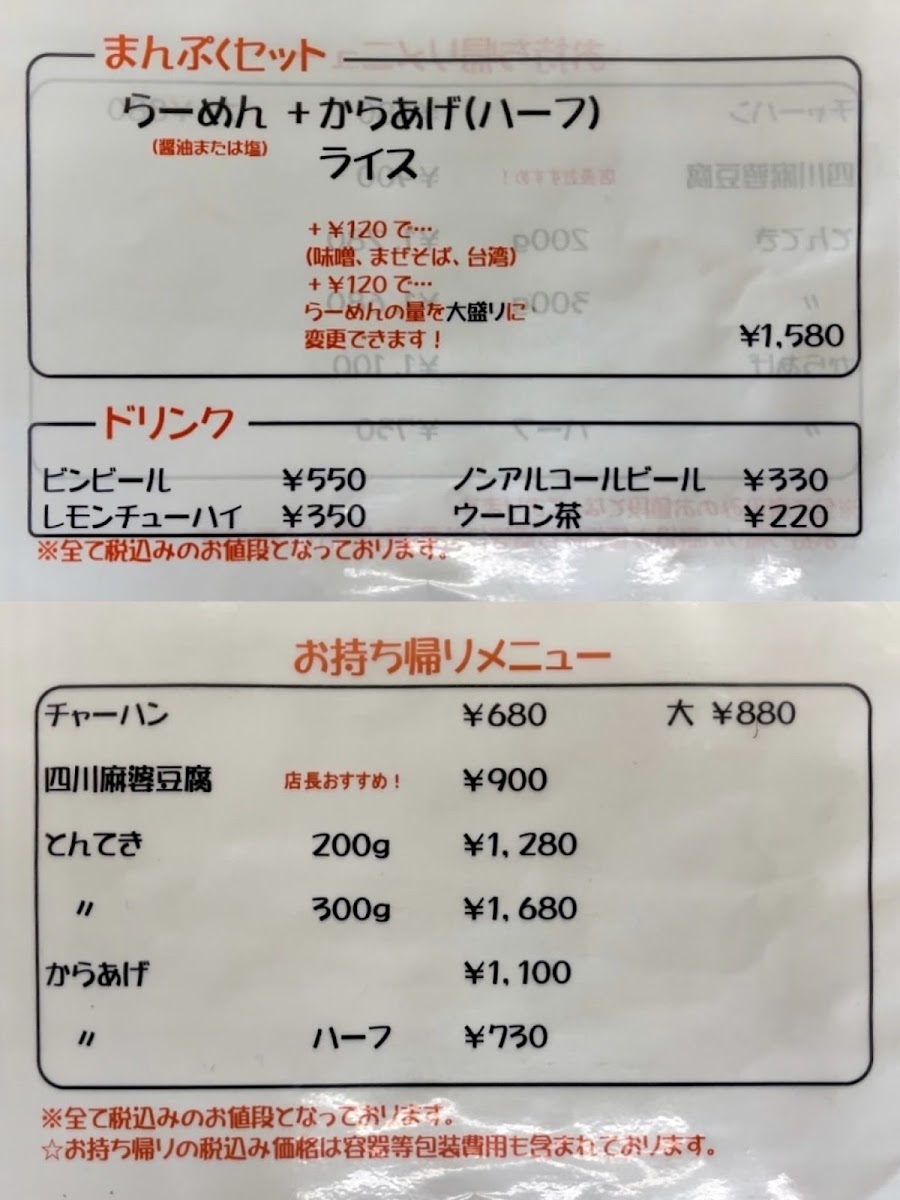 まんぷくセット
らーめん +からあげ(ハーフ)
(醤油または塩) ライス
+¥120で…
(味噌、まぜそば、台湾)
+¥120で…
らーめんの量を大盛りに
変更できます!
¥1,580
ドリンク
ビンビール ¥550 ノンアルコールビール ¥330
レモンチューハイ ¥350 ウーロン茶 ¥220
※全て税込みのお値段となっております。
お持ち帰りメニュー
チャーハン ¥680 大 ¥880
四川麻婆豆腐 店長おすすめ! ¥900
とんてき 200g ¥1,280
〃 300g ¥1,680
からあげ ¥1,100
〃 ハーフ ¥730
※全て税込みのお値段となっております。
☆お持ち帰りの税込み価格は容器等包装費用も含まれております。